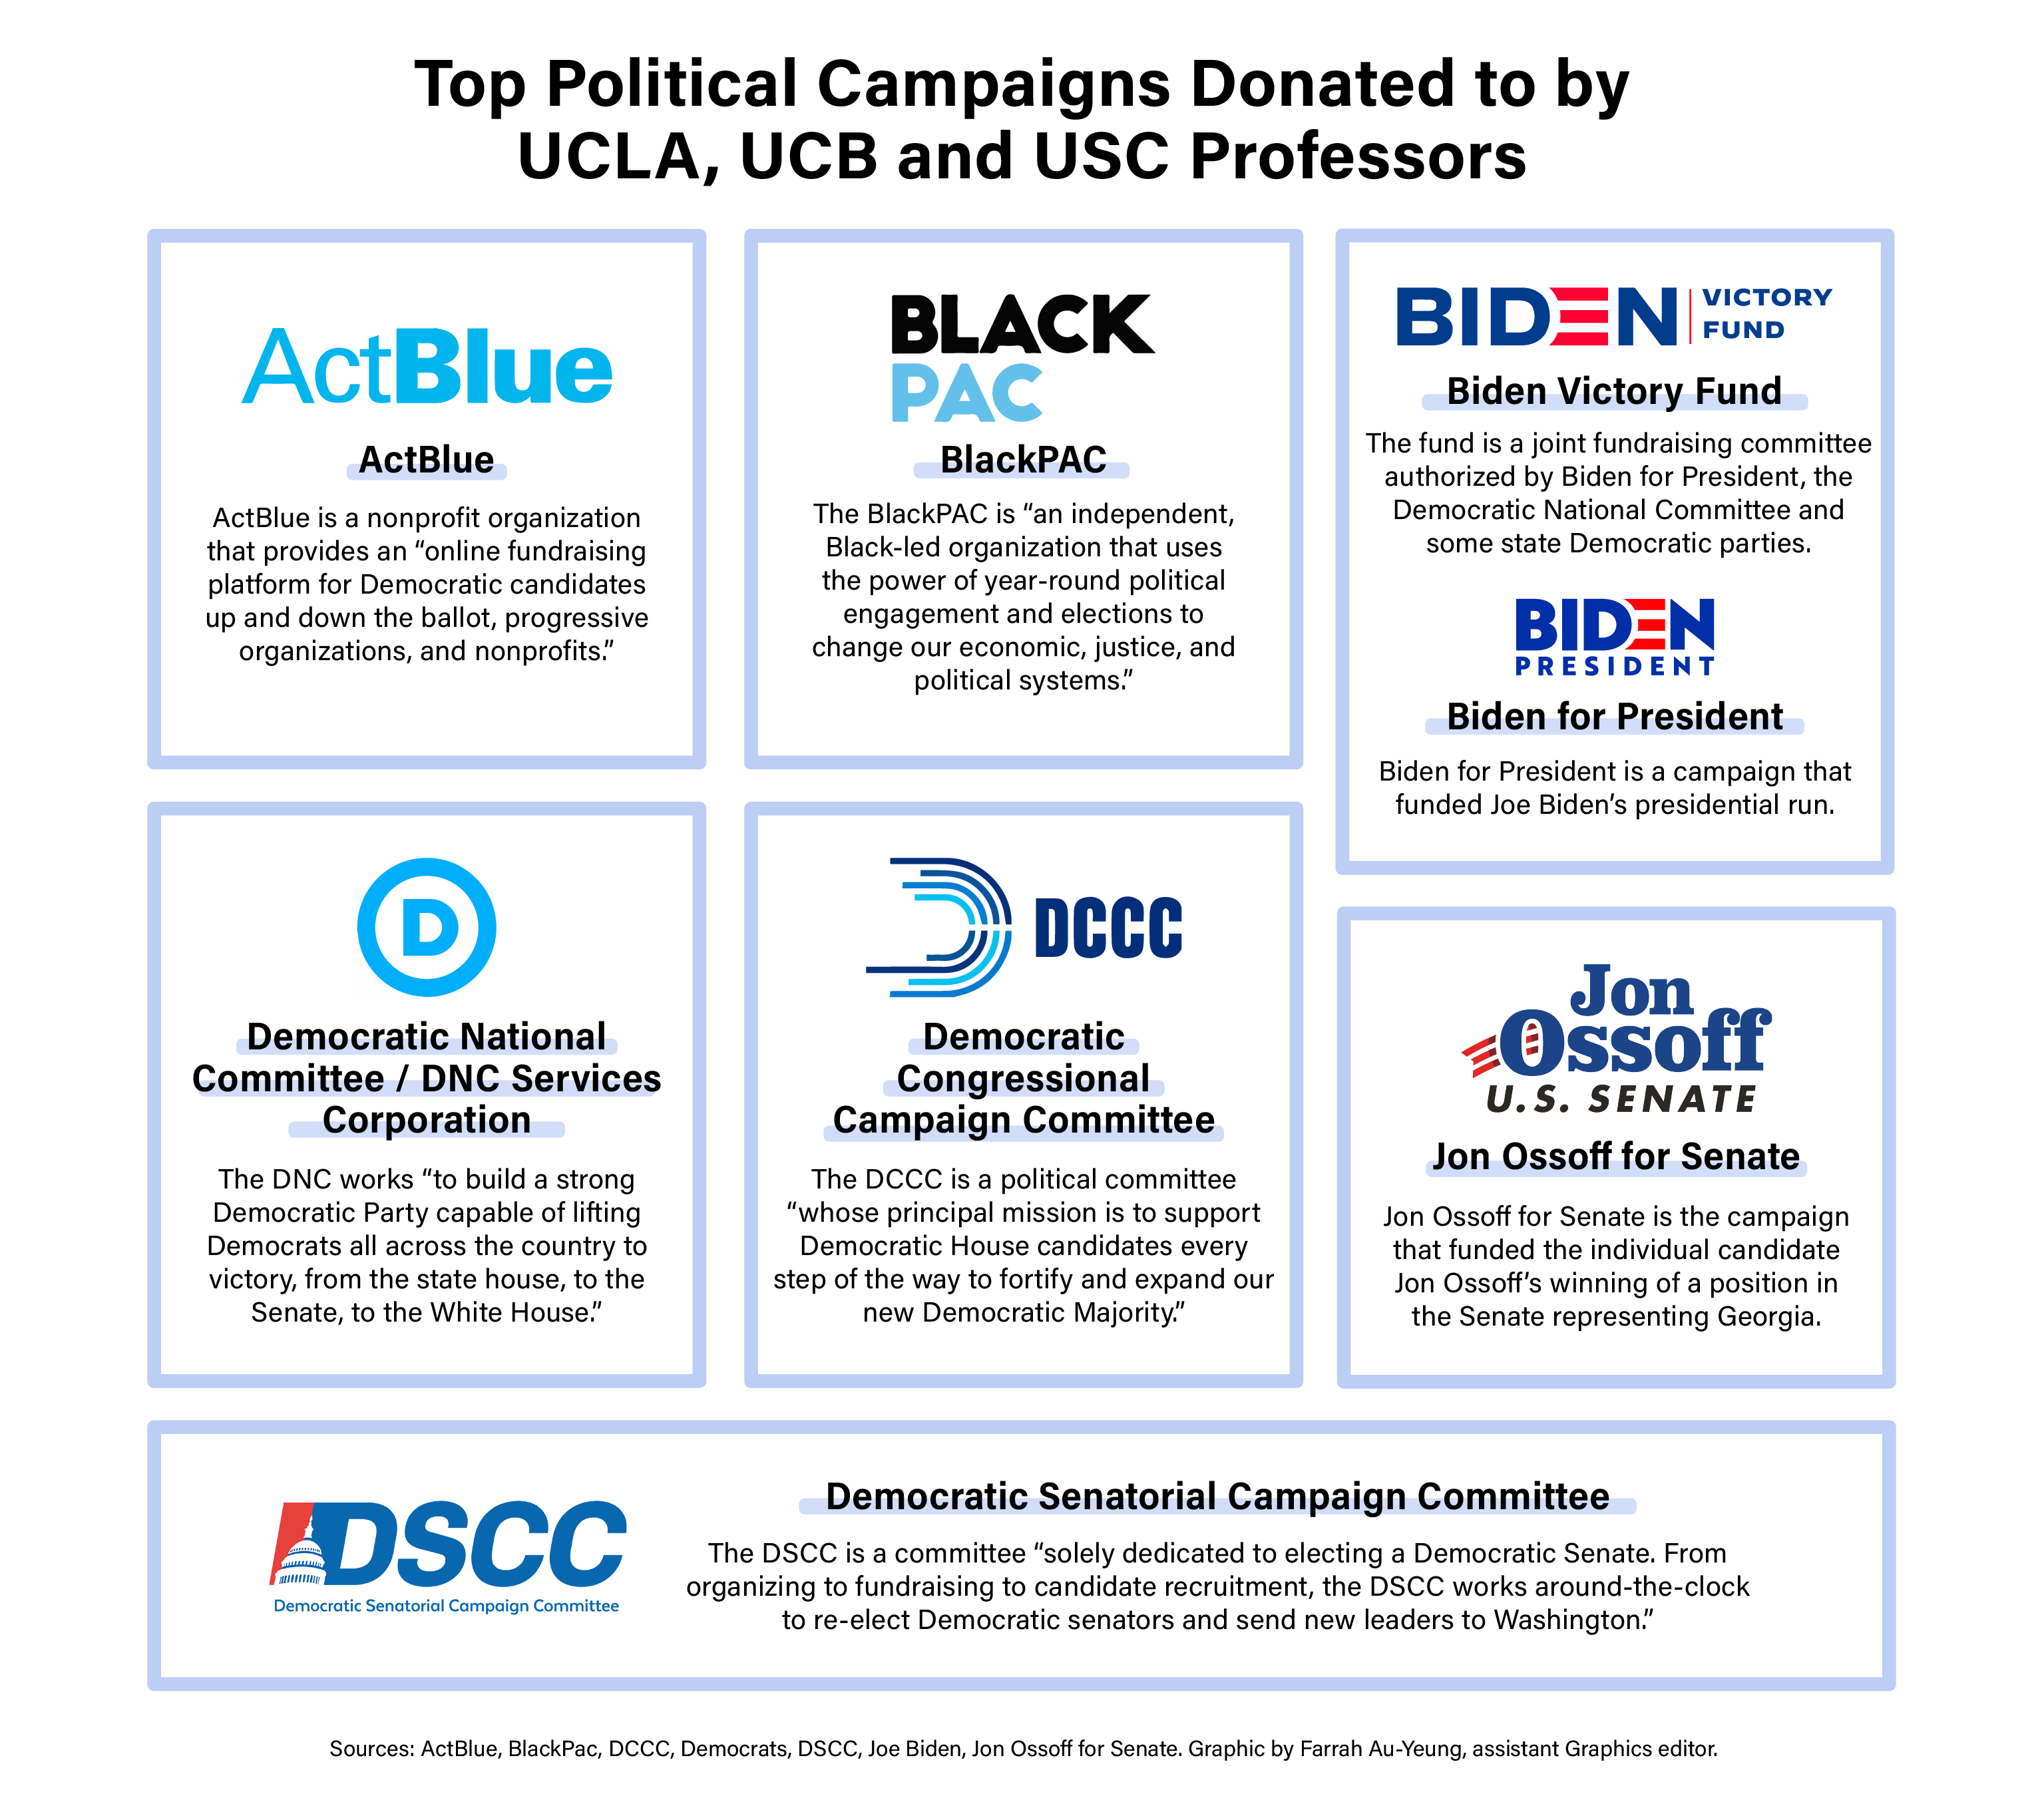 Top Political Campaigns Donated to by
UCLA, UCB and USC Professors
ActBlue
ActBlue
ActBlue is a nonprofit organization
that provides an “online fundraising
platform for Democratic candidates
up and down the ballot, progressive
organizations, and nonprofits.”
BLACK
PAC
BlackPAC
The BlackPAC is “an independent,
Black-led organization that uses
the power of year-round political
engagement and elections to
change our economic, justice, and
political systems.”
BIDEN VICTORY
FUND
Biden Victory Fund
The fund is a joint fundraising committee
authorized by Biden for President, the
Democratic National Committee and
some state Democratic parties.
BIDEN
PRESIDENT
Biden for President
Biden for President is a campaign that
funded Joe Biden’s presidential run.
D
Democratic National
Committee / DNC Services
Corporation
The DNC works “to build a strong
Democratic Party capable of lifting
Democrats all across the country to
victory, from the state house, to the
Senate, to the White House.”
DCCC
Democratic
Congressional
Campaign Committee
The DCCC is a political committee
“whose principal mission is to support
Democratic House candidates every
step of the way to fortify and expand our
new Democratic Majority.”
Jon
Ossoff
U.S. SENATE
Jon Ossoff for Senate
Jon Ossoff for Senate is the campaign
that funded the individual candidate
Jon Ossoff’s winning of a position in
the Senate representing Georgia.
DSCC
Democratic Senatorial Campaign Committee
Democratic Senatorial Campaign Committee
The DSCC is a committee “solely dedicated to electing a Democratic Senate. From
organizing to fundraising to candidate recruitment, the DSCC works around-the-clock
to re-elect Democratic senators and send new leaders to Washington.”
Sources: ActBlue, BlackPac, DCCC, Democrats, DSCC, Joe Biden, Jon Ossoff for Senate. Graphic by Farrah Au-Yeung, assistant Graphics editor.